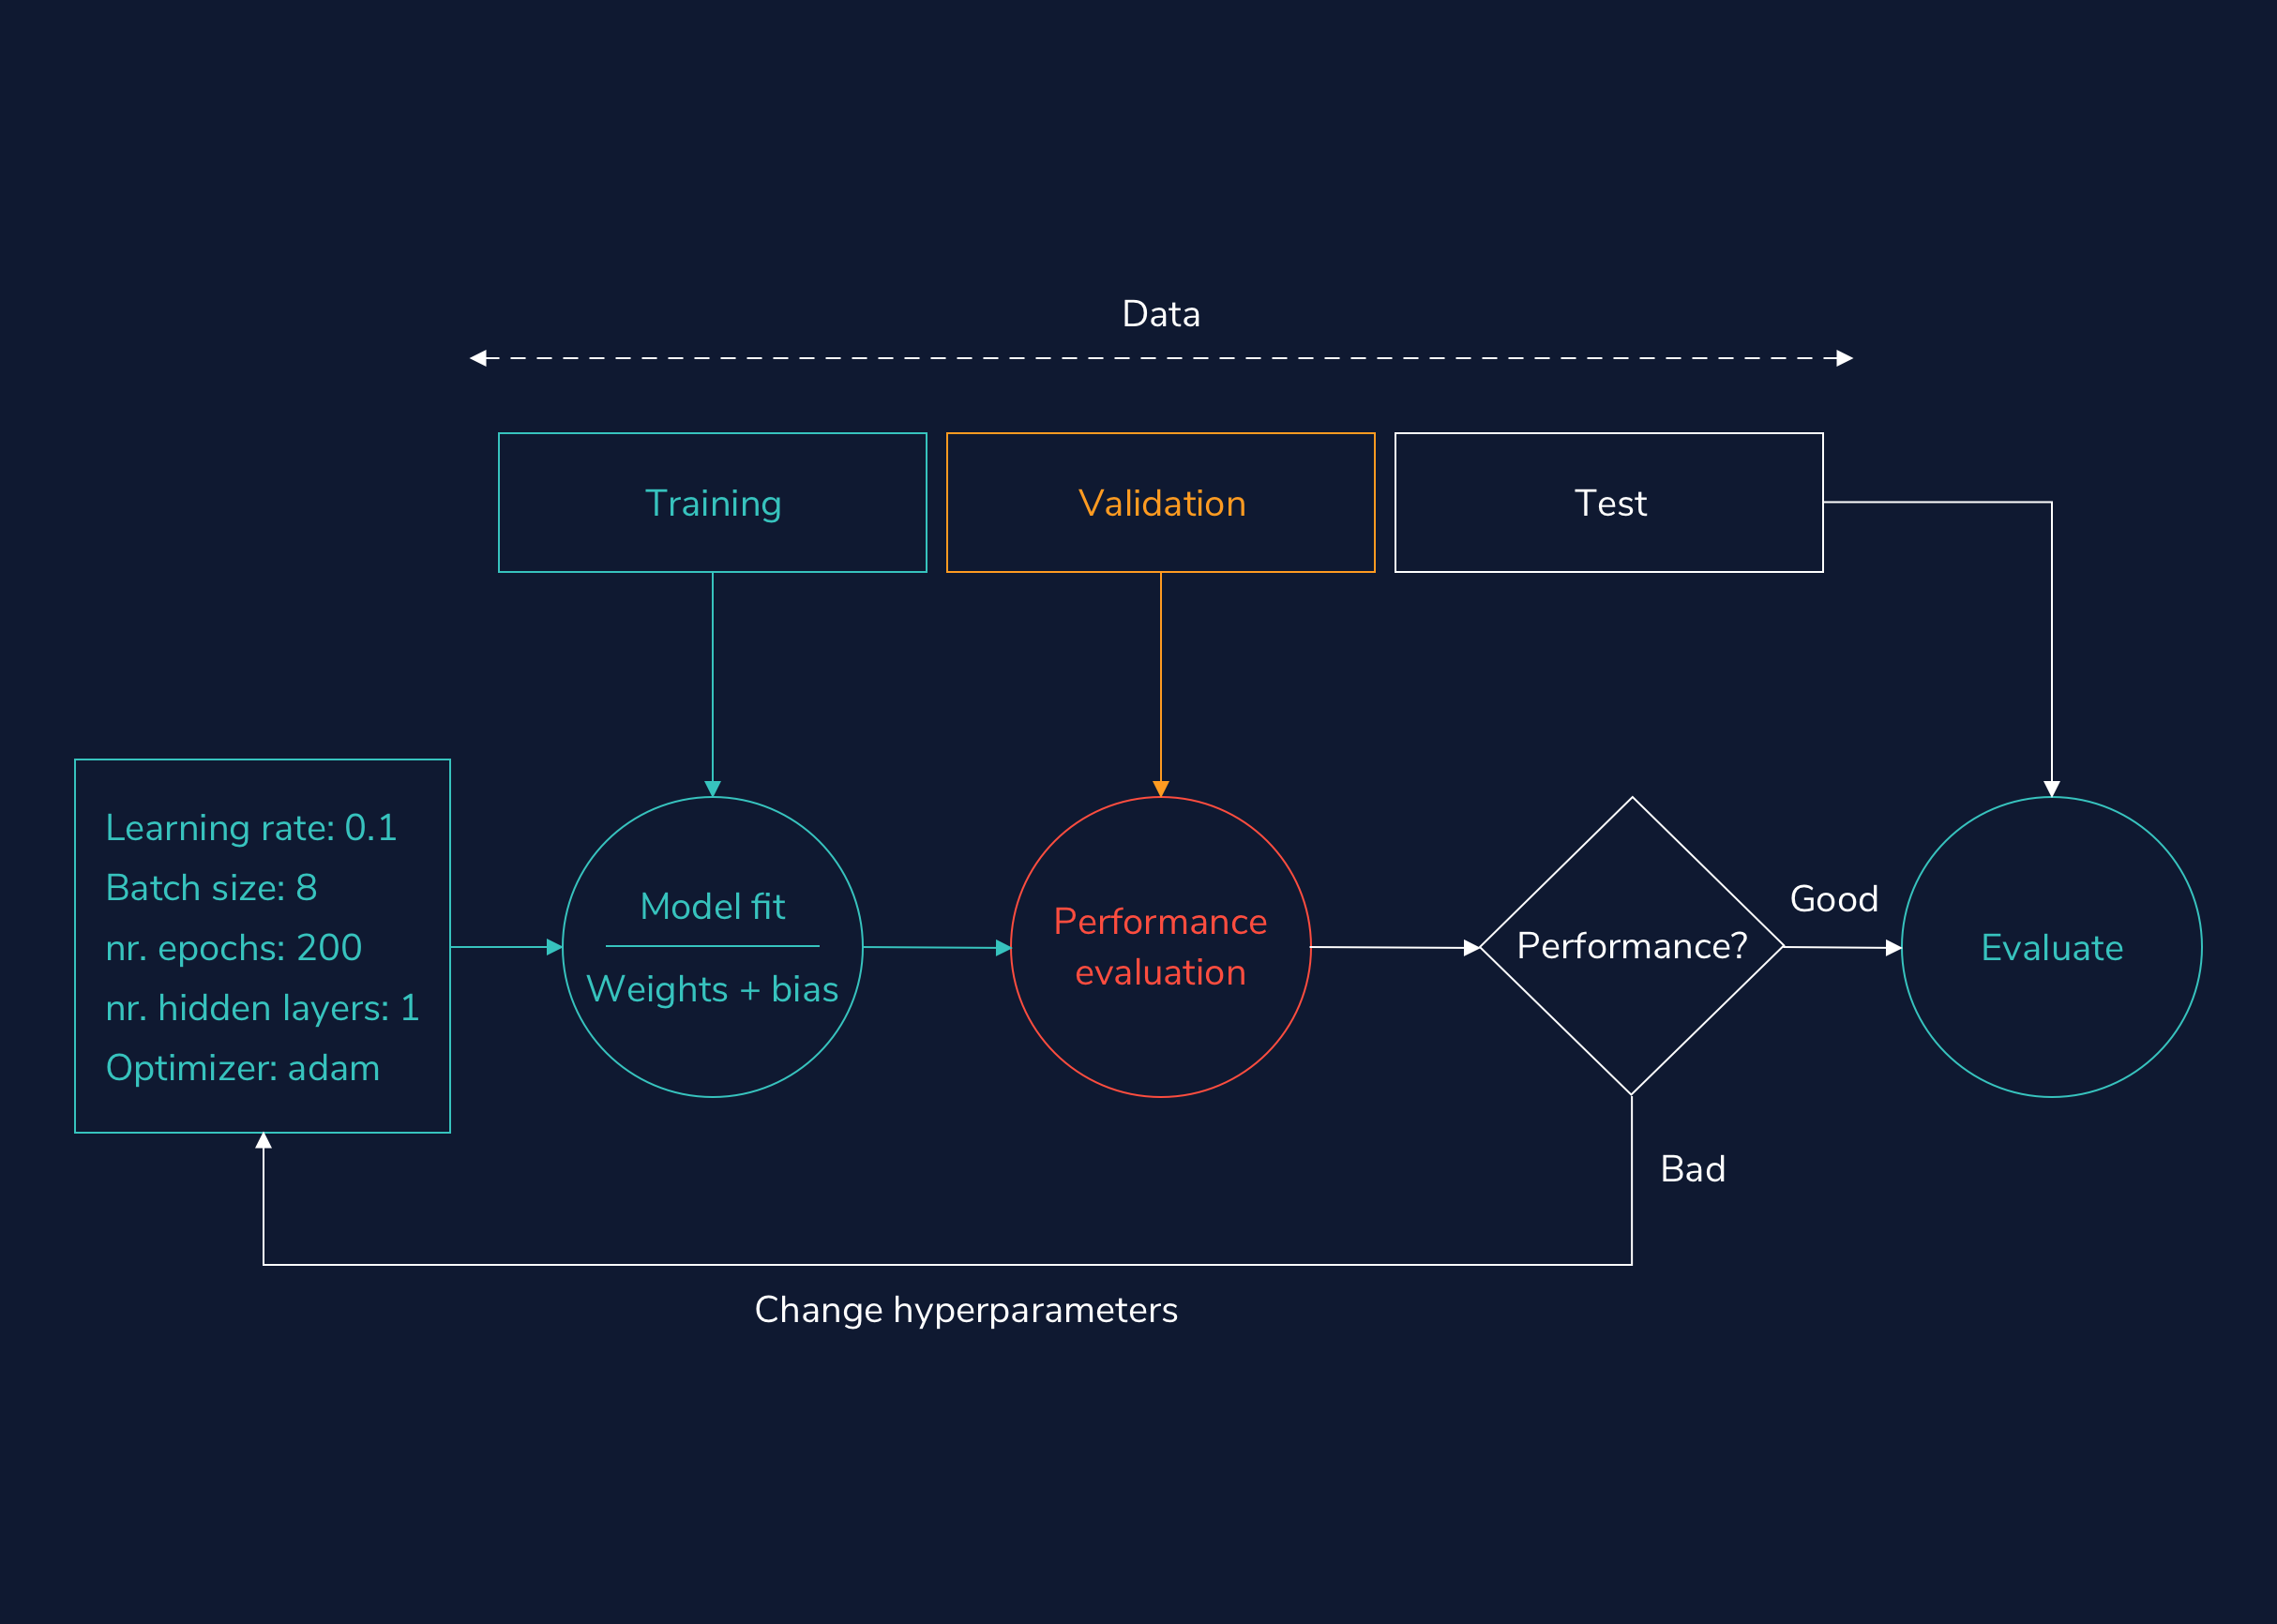 Data
Training
Validation
Test
Learning rate: 0.1
Batch size: 8
nr. epochs: 200
nr. hidden layers: 1
Optimizer: adam
Model fit
Weights + bias
Performance
evaluation
Performance?
Good
Evaluate
Bad
Change hyperparameters